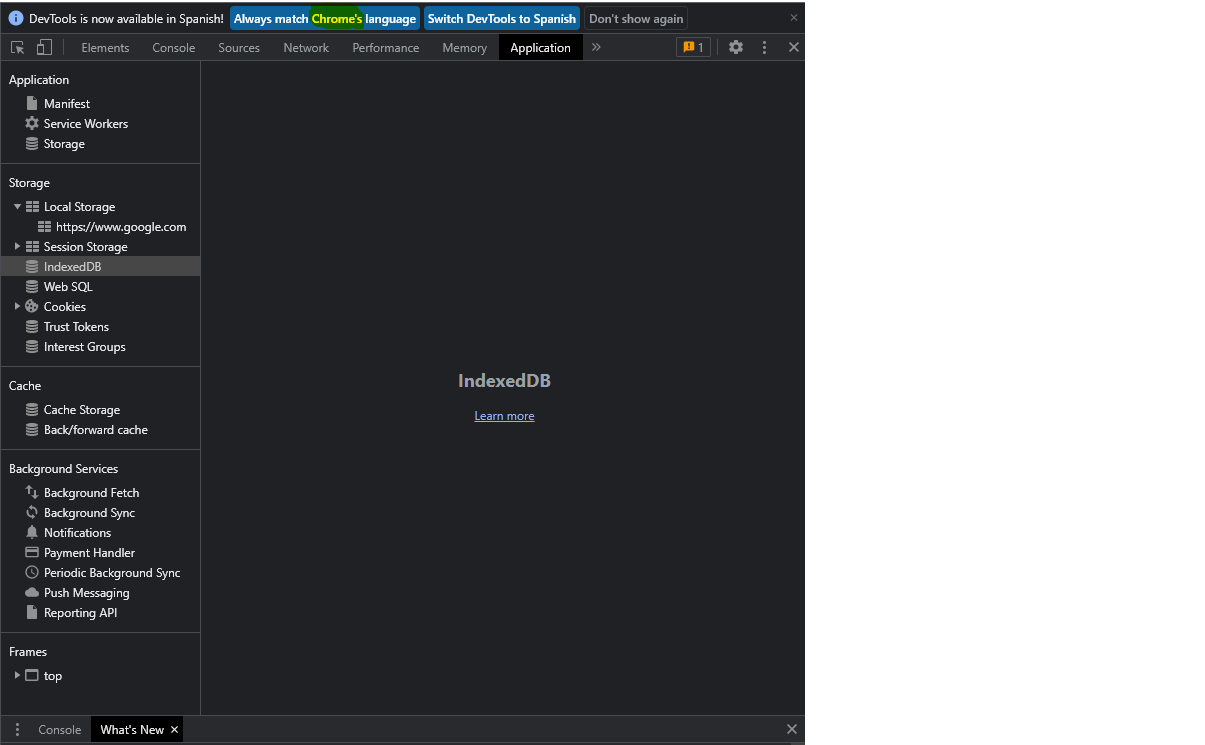 DevTools is now available in Spanish! Always match Chrome's language Switch DevTools to Spanish Don't show again
Elements Console Sources Network Performance Memory Application 1
Application
Manifest
Service Workers
Storage
Storage
Local Storage
https://www.google.com
Session Storage
IndexedDB
Web SQL
Cookies
Trust Tokens
Interest Groups
Cache
Cache Storage
Back/forward cache
Background Services
Background Fetch
Background Sync
Notifications
Payment Handler
Periodic Background Sync
Push Messaging
Reporting API
Frames
top
IndexedDB
Learn more
Console What's New